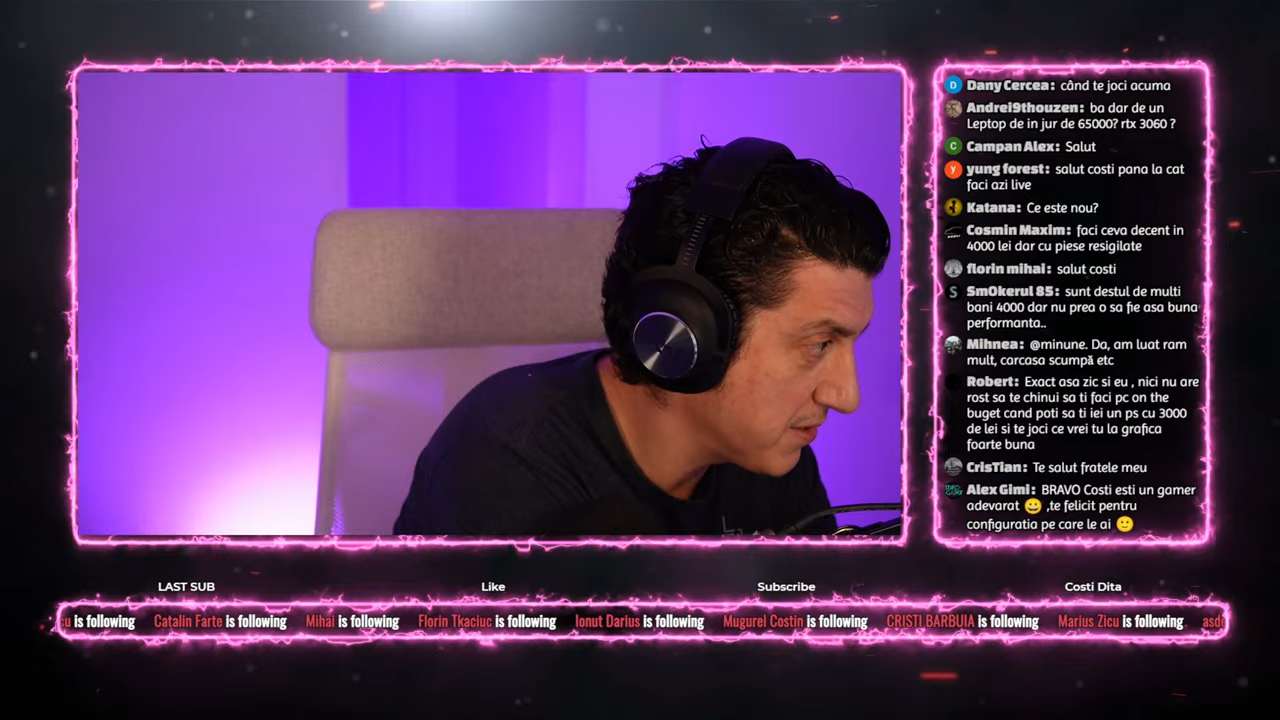 D Dany Cercea: când te joci acuma
Andrei9thouzen: ba dar de un
Leptop de in jur de 65000? rtx 3060 ?
C Campan Alex: Salut
y yung forest: salut costi pana la cat
faci azi live
Katana: Ce este nou?
Cosmin Maxim: faci ceva decent in
4000 lei dar cu piese resigilate
florin mihai: salut costi
S SmOkerul 85: sunt destul de multi
bani 4000 dar nu prea o sa fie asa buna
performanta..
Mihnea: @minune. Da, am luat ram
mult, carcasa scumpă etc
Robert: Exact asa zic si eu , nici nu are
rost sa te chinui sa ti faci pc on the
buget cand poti sa ti iei un ps cu 3000
de lei si te joci ce vrei tu la grafica
foarte buna
CrisTian: Te salut fratele meu
Alex Gimi: BRAVO Costi esti un gamer
adevarat 😀 ,te felicit pentru
configuratia pe care le ai 🙂
LAST SUB Like Subscribe Costi Dita
is following Catalin Farte is following Mihai is following Florin Tkaciuc is following Ionut Darius is following Mugurei Costin is following CRISTI BARBUIA is following Marius Zicu is following